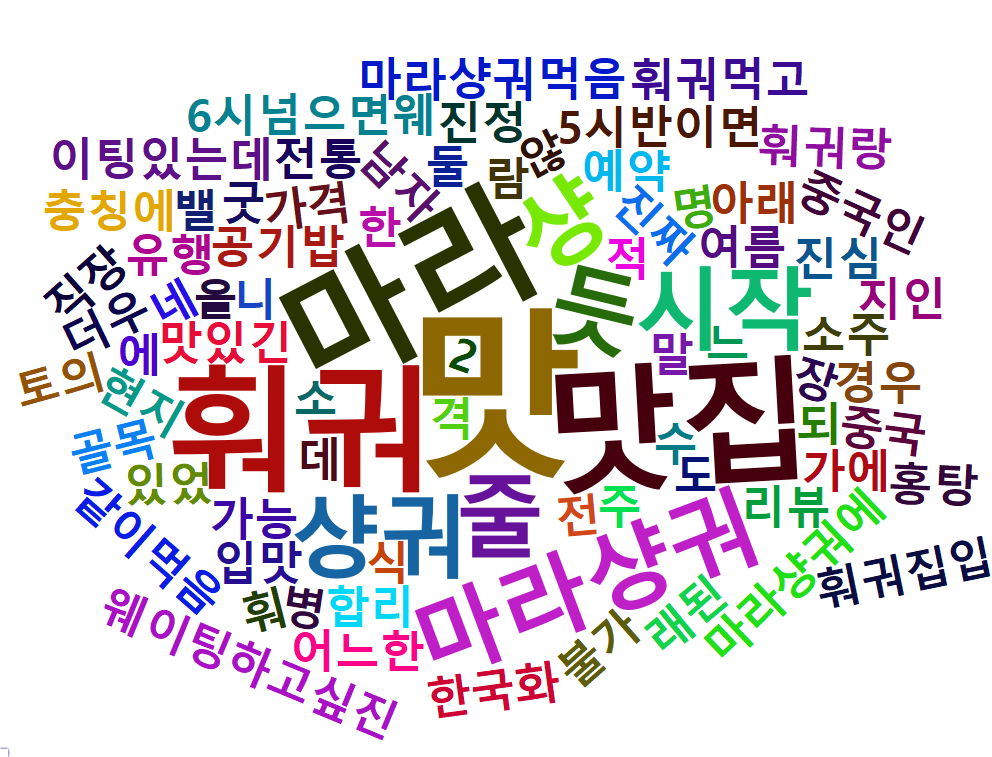 마라샹궈먹음
훠궈먹고
6시넘으면웨
진정
5시반이면
훠궈랑
이팅있는데
전통
남자
둘
람
않
예약
충칭에
밸
굿
가격
한
진짜
명
아래
중국인
유행
공기밥
마라
샹
적
여름
진심
직장
더우
네
을
니
듯
시작
지인
에
맛있긴
맛
2
말
느
소주
토의
현지
훠궈
소
격
맛집
장
경우
골목
데
수
되
중국
있었
도
가에
홍탕
같이먹음
가능
샹궈
줄
전
주
리뷰
입맛
식
마라샹궈
마라샹궈에
훠궈집입
훠
병
합리
래된
웨이팅하고싶진
어느한
불가
한국화